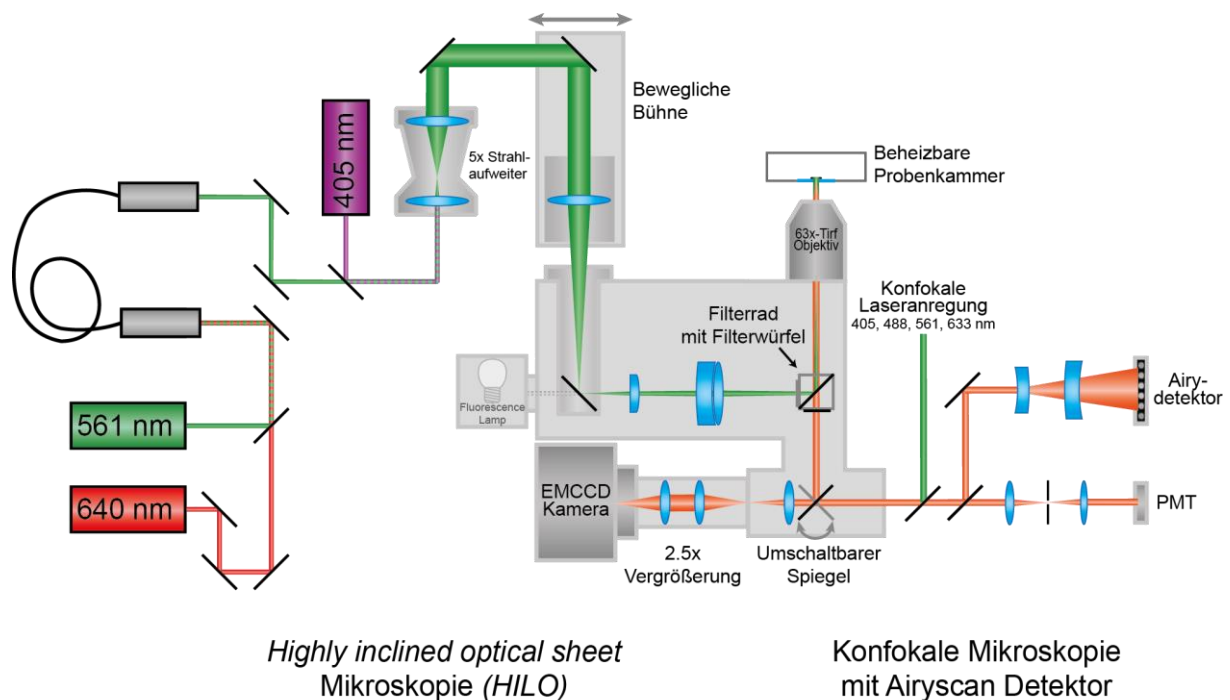 405 nm
5x Strahl-
aufweiter
Bewegliche
Bühne
Beheizbare
Probenkammer
63x-Tirf
Objektiv
Konfokale
Laseranregung
405, 488, 561, 633 nm
Filterrad
mit Filterwürfel
Fluorescence
Lamp
Airy-
detektor
561 nm
640 nm
EMCCD
Kamera
PMT
2.5x
Vergrößerung
Umschaltbarer
Spiegel
Highly inclined optical sheet
Mikroskopie (HILO)
Konfokale Mikroskopie
mit Airyscan Detektor